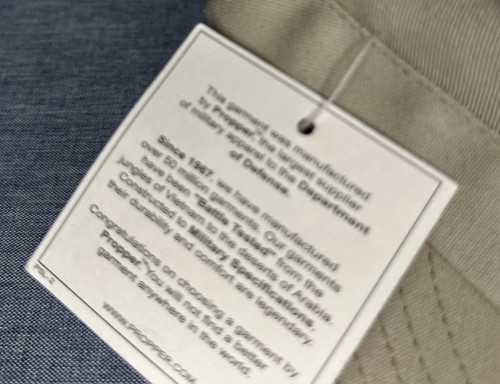 This garment was manufactured
by Propper, the largest supplier
of military apparel to the Department
of Defense.
Since 1967, we have manufactured
over 50 million garments. Our garments
have been "Battle Tested" from the
jungles of Vietnam to the deserts of Arabia.
Constructed to Military Specifications,
their durability and comfort are legendary.
Congratulations on choosing a garment by
Propper. You will not find a better
garment anywhere in the world.
WWW.PROPPER.COM